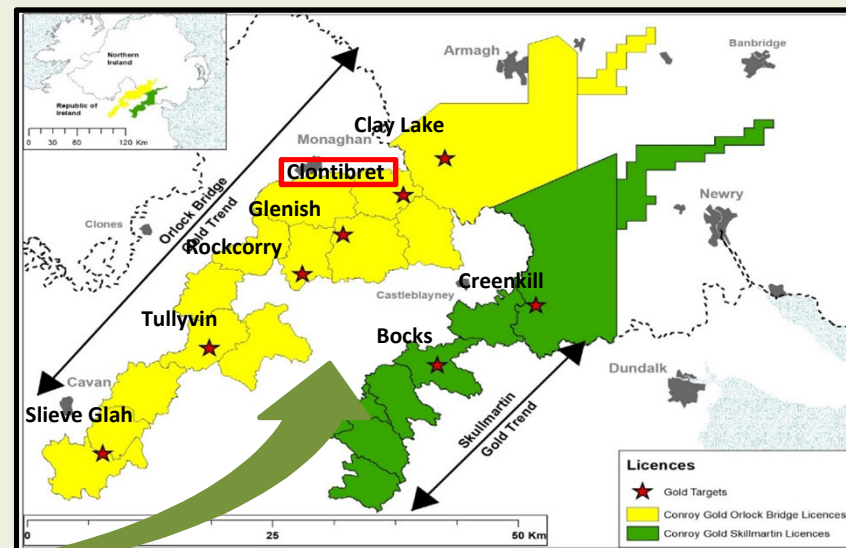 Northern
Ireland
Republic of
Ireland
0 30 60 120 Km
Armagh
Banbridge
Clay Lake
Monaghan
Clontibret
Orlock Bridge
Gold Trend
Glenish
Clones
Newry
Rockcorry
Creenkill
Castleblayney
Tullyvin
Bocks
Dundalk
Cavan
Slieve Glah
Skullmartin
Gold Trend
Licences
Gold Targets
Conroy Gold Orlock Bridge Licences
Conroy Gold Skillmartin Licences
0 25 50 Km